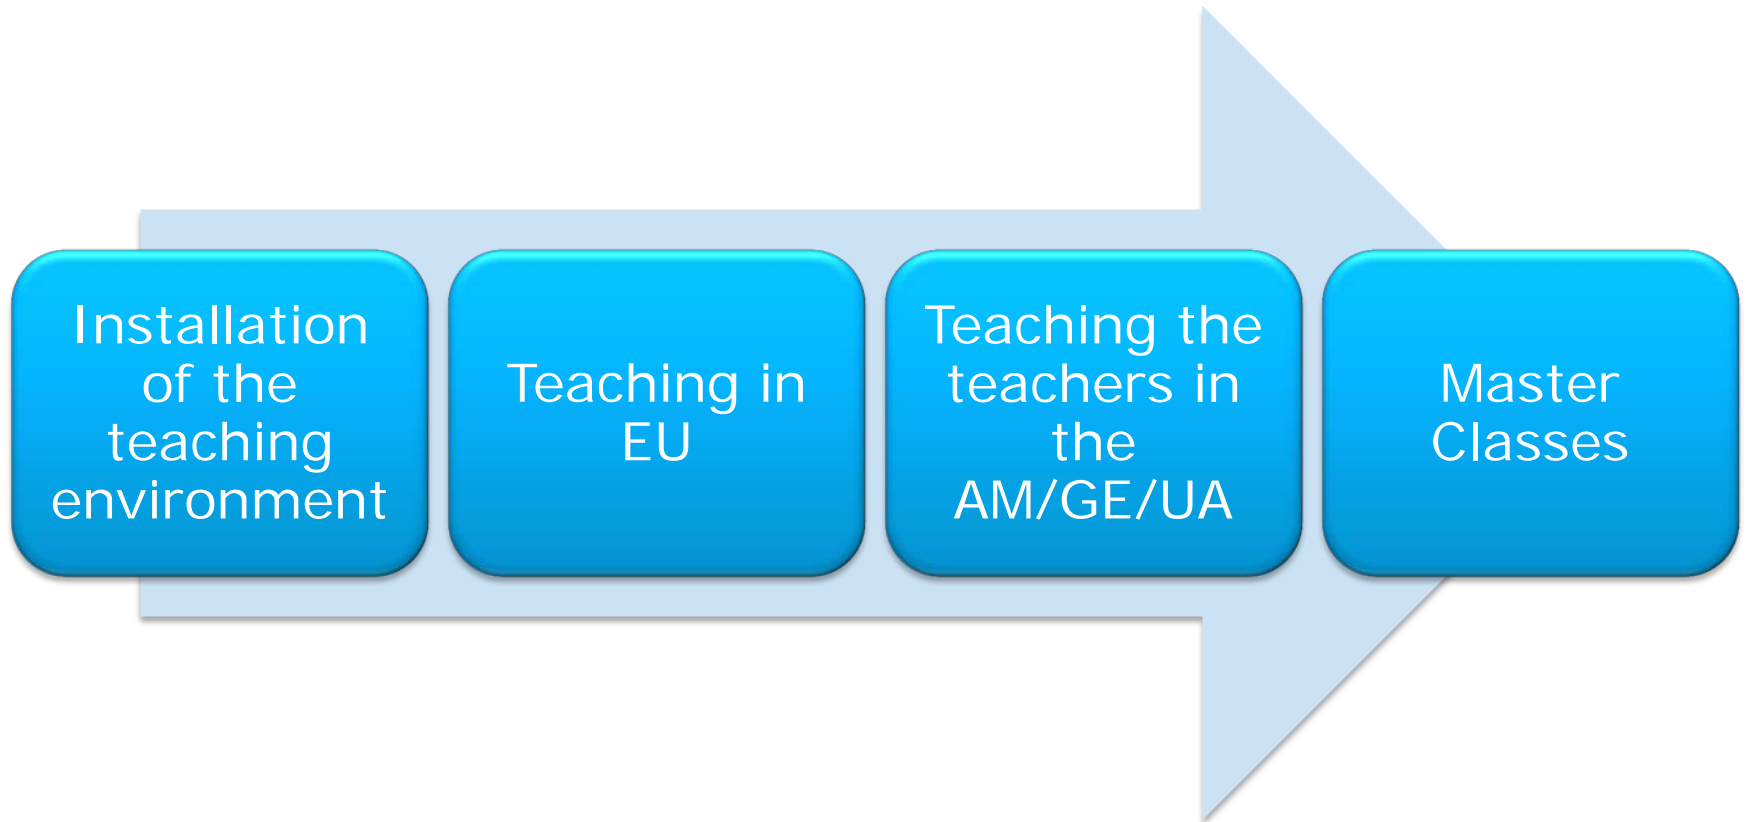 Installation
of the
teaching
environment
Teaching in
EU
Teaching the
teachers in
the
AM/GE/UA
Master
Classes